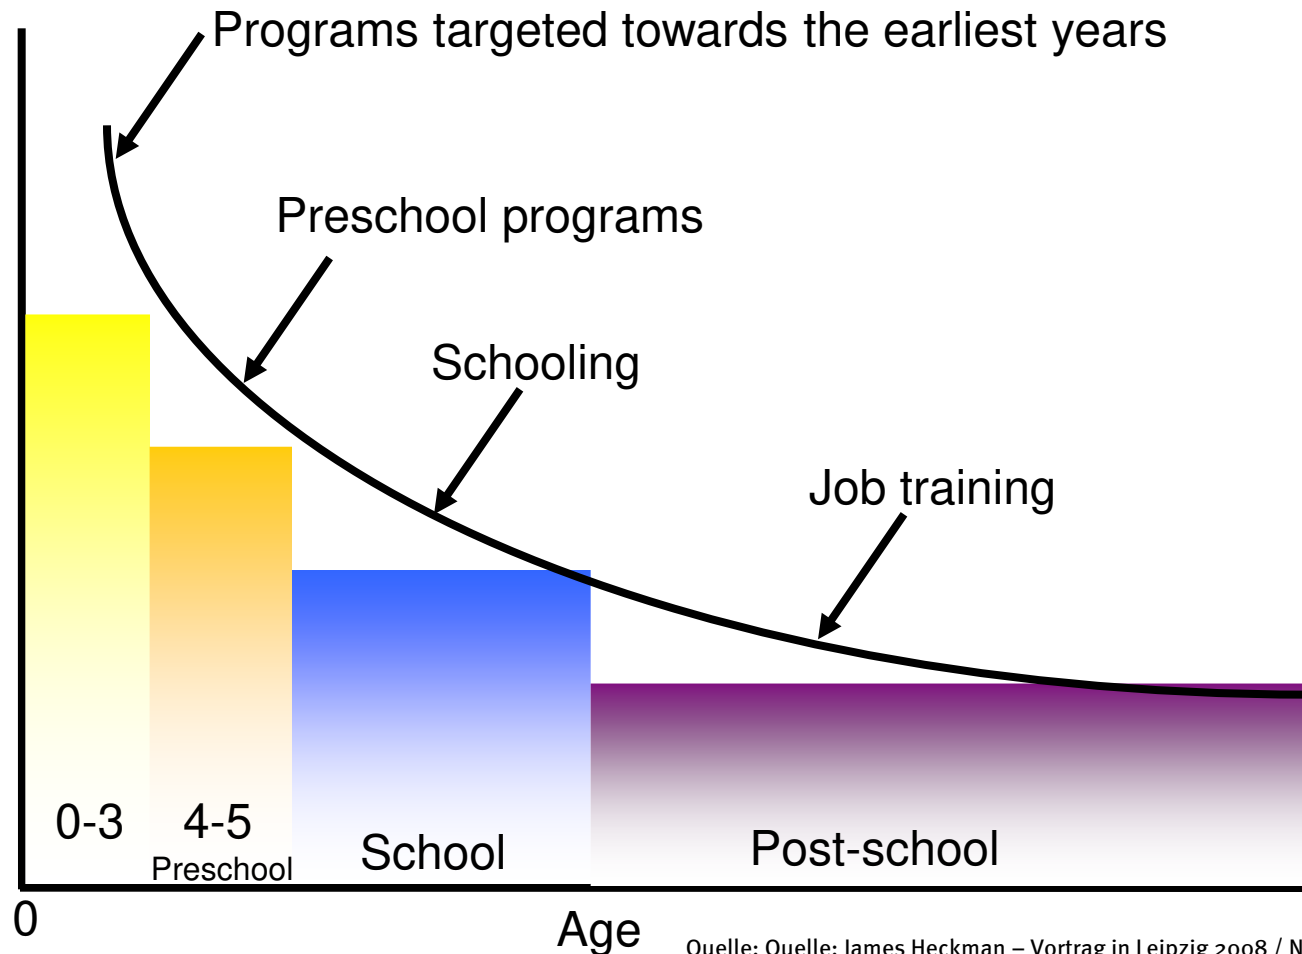 Programs targeted towards the earliest years
Preschool programs
Schooling
Job training
0-3
4-5
Preschool
School
Post-school
0
Age
Quelle: Quelle: James Heckman – Vortrag in Leipzig 2008 / N